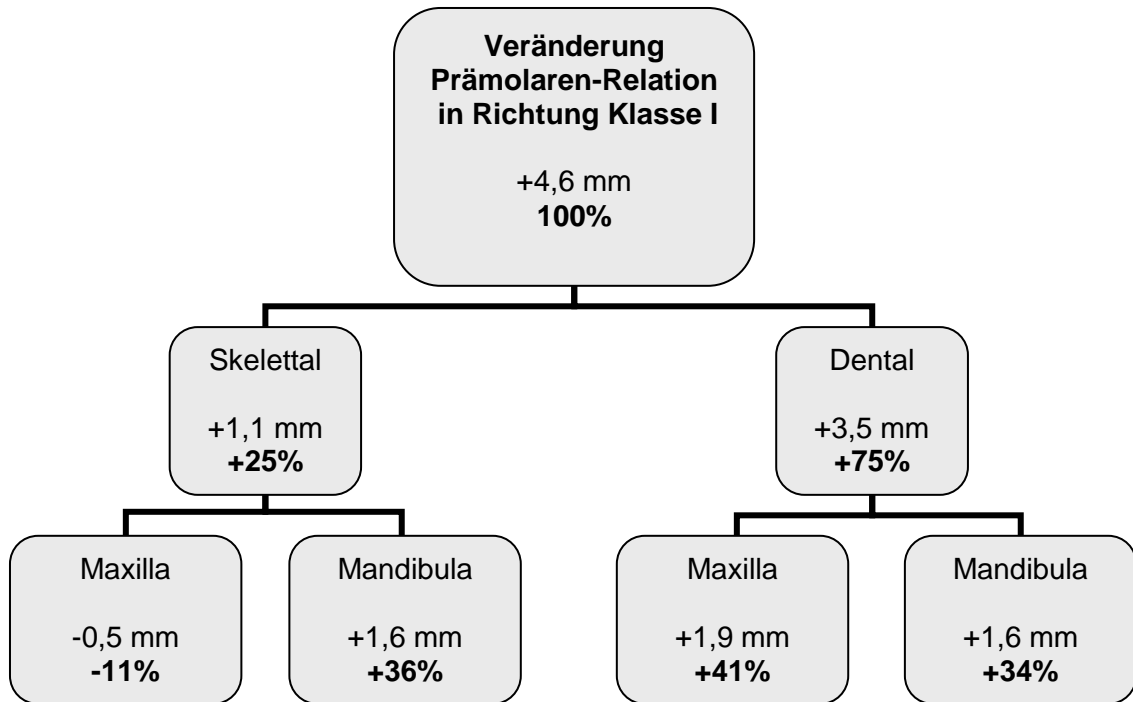 Veränderung
Prämolaren-Relation
in Richtung Klasse I
+4,6 mm
100%
Skelettal
+1,1 mm
+25%
Dental
+3,5 mm
+75%
Maxilla
-0,5 mm
-11%
Mandibula
+1,6 mm
+36%
Maxilla
+1,9 mm
+41%
Mandibula
+1,6 mm
+34%